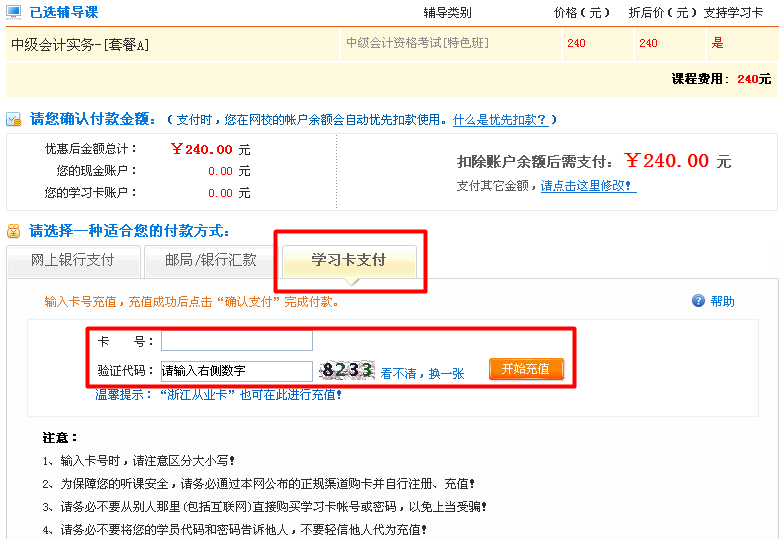 已选辅导课 辅导类别 价格（元） 折后价（元） 支持学习卡
中级会计实务-[套餐A] 中级会计资格考试[特色班] 240 240 是
课程费用：240元
请您确认付款金额：（支付时，您在网校的帐户余额会自动优先扣款使用。什么是优先扣款？）
优惠后金额总计： ￥240.00 元
您的现金账户： 0.00 元
您的学习卡账户： 0.00 元
扣除账户余额后需支付：￥240.00 元
支付其它金额，请点击这里修改！
请选择一种适合您的付款方式：
网上银行支付 邮局/银行汇款 学习卡支付
输入卡号充值，充值成功后点击“确认支付”完成付款。 帮助
卡 号：
验证代码： 请输入右侧数字 8233 看不清，换一张 开始充值
温馨提示：“浙江从业卡”也可在此进行充值！
注意：
1、输入卡号时，请注意区分大小写！
2、为保障您的听课安全，请务必通过本网公布的正规渠道购卡并自行注册、充值！
3、请务必不要从别人那里(包括互联网)直接购买学习卡帐号或密码，以免上当受骗！
4、请务必不要将您的学员代码和密码告诉他人，不要轻信他人代为充值！